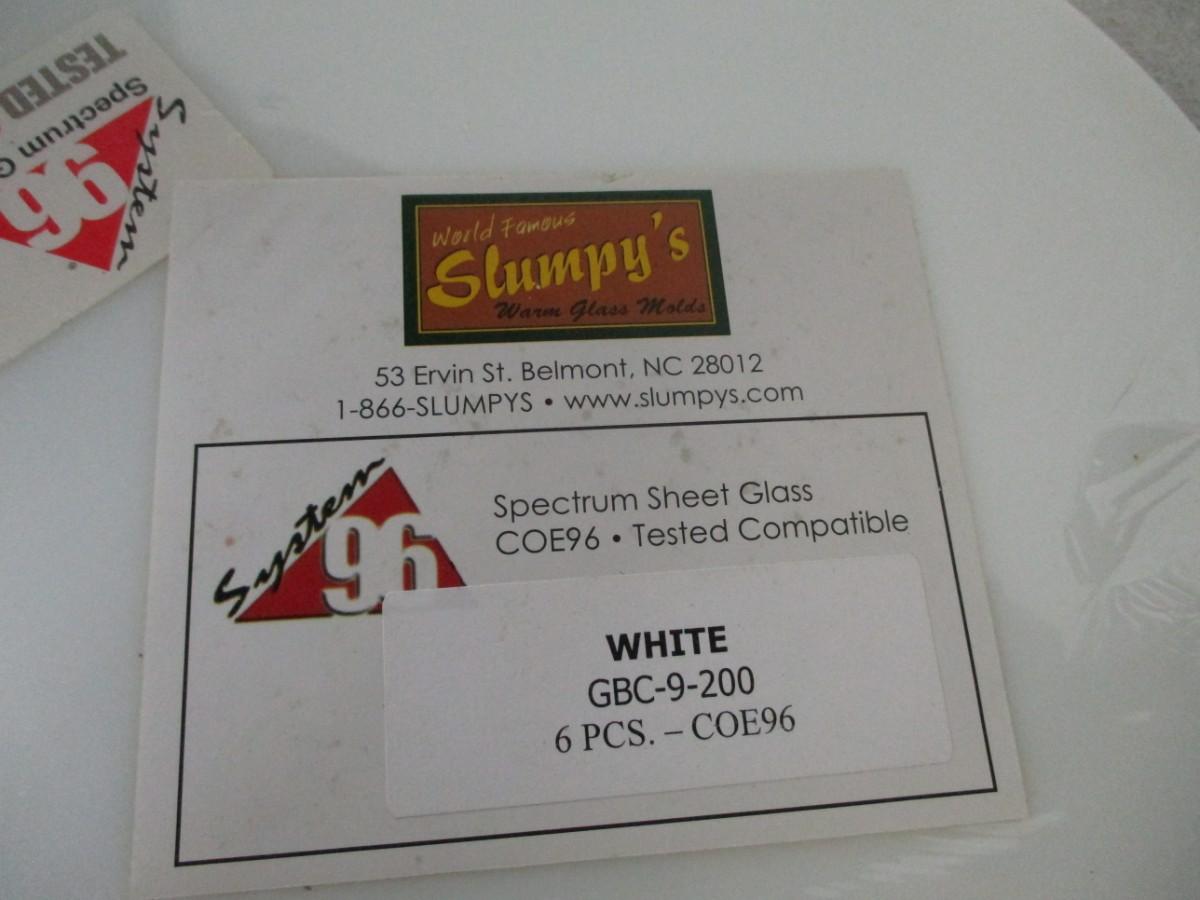 TESTED
Spectrum G
System
96
World Famous
Slumpy's
Warm Glass Molds
53 Ervin St. Belmont, NC 28012
1-866-SLUMPYS • www.slumpys.com
System
96
Spectrum Sheet Glass
COE96 • Tested Compatible
WHITE
GBC-9-200
6 PCS. – COE96